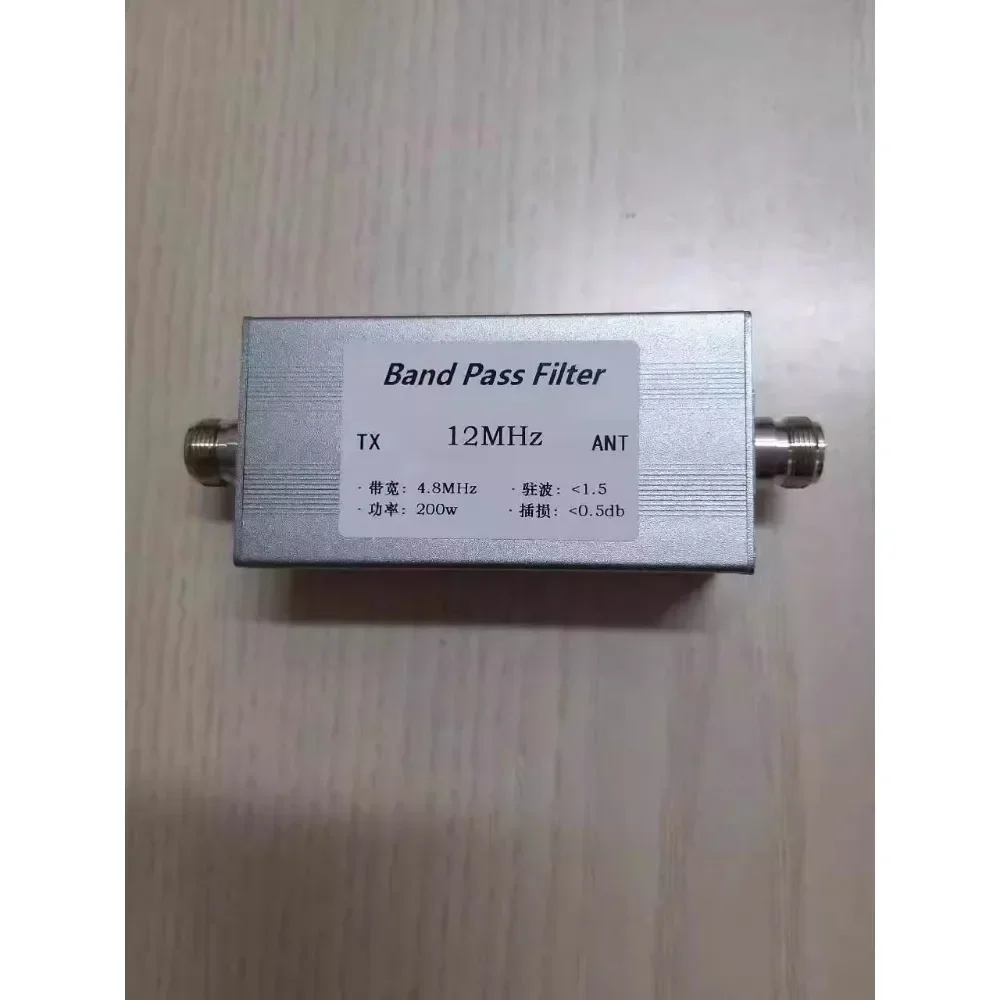 Band Pass Filter
TX 12MHz ANT
· 带宽: 4.8MHz · 驻波: <1.5
· 功率: 200w · 插损: <0.5db